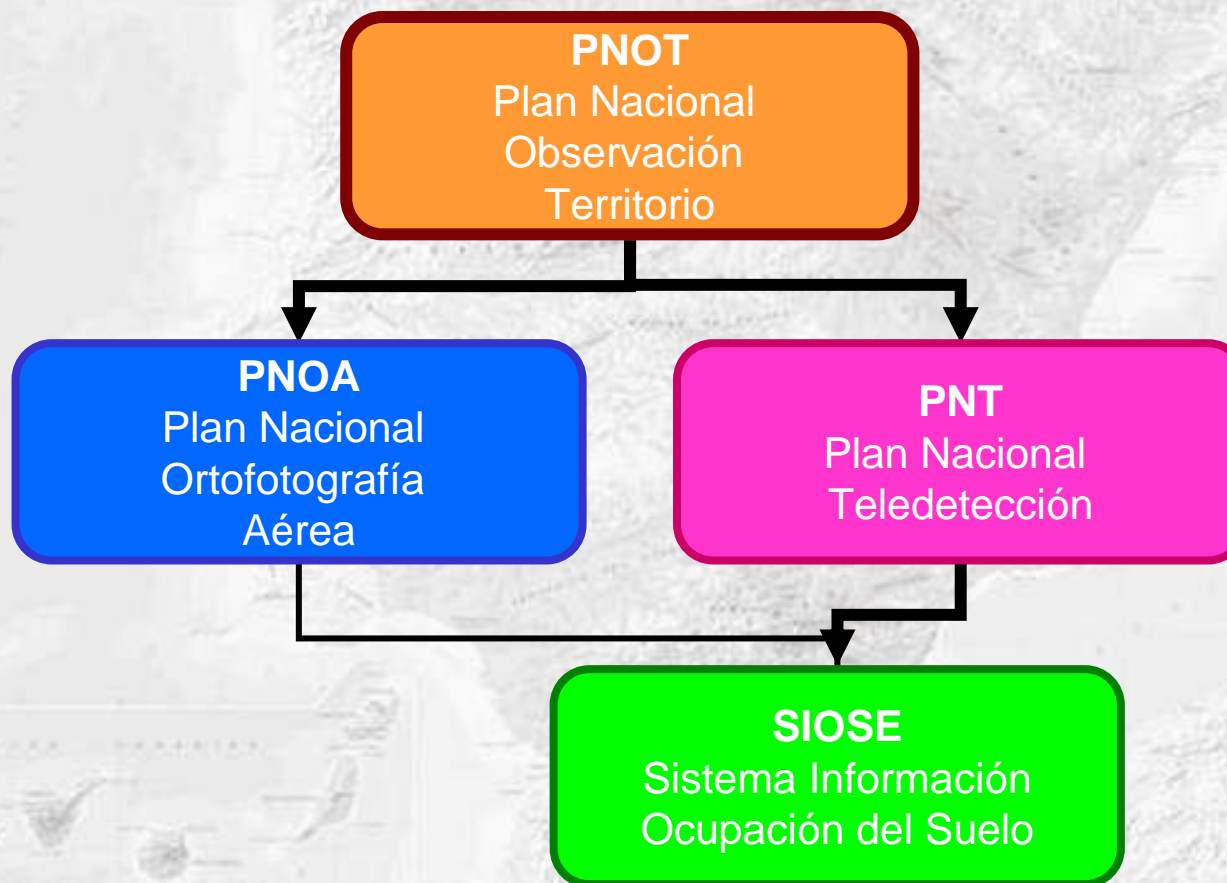 PNOT
Plan Nacional
Observación
Territorio
PNOA
Plan Nacional
Ortofotografía
Aérea
PNT
Plan Nacional
Teledetección
SIOSE
Sistema Información
Ocupación del Suelo